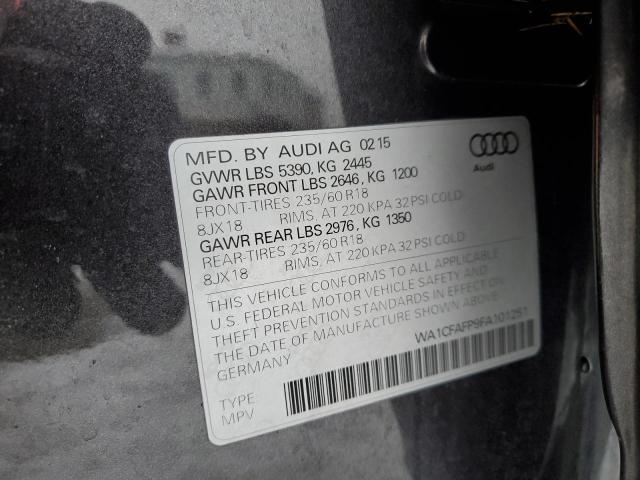 MFD. BY AUDI AG 02 15
GVWR LBS 5390, KG 2445
GAWR FRONT LBS 2646, KG 1200
FRONT-TIRES 235/60 R18
8JX18 RIMS, AT 220 KPA 32 PSI COLD
GAWR REAR LBS 2976, KG 1350
REAR-TIRES 235/60 R18
8JX18 RIMS, AT 220 KPA 32 PSI COLD
Audi
THIS VEHICLE CONFORMS TO ALL APPLICABLE
U.S. FEDERAL MOTOR VEHICLE SAFETY AND
THEFT PREVENTION STANDARDS IN EFFECT ON
THE DATE OF MANUFACTURE SHOWN ABOVE.
GERMANY
WA1CFAFP9FA101251
TYPE
MPV